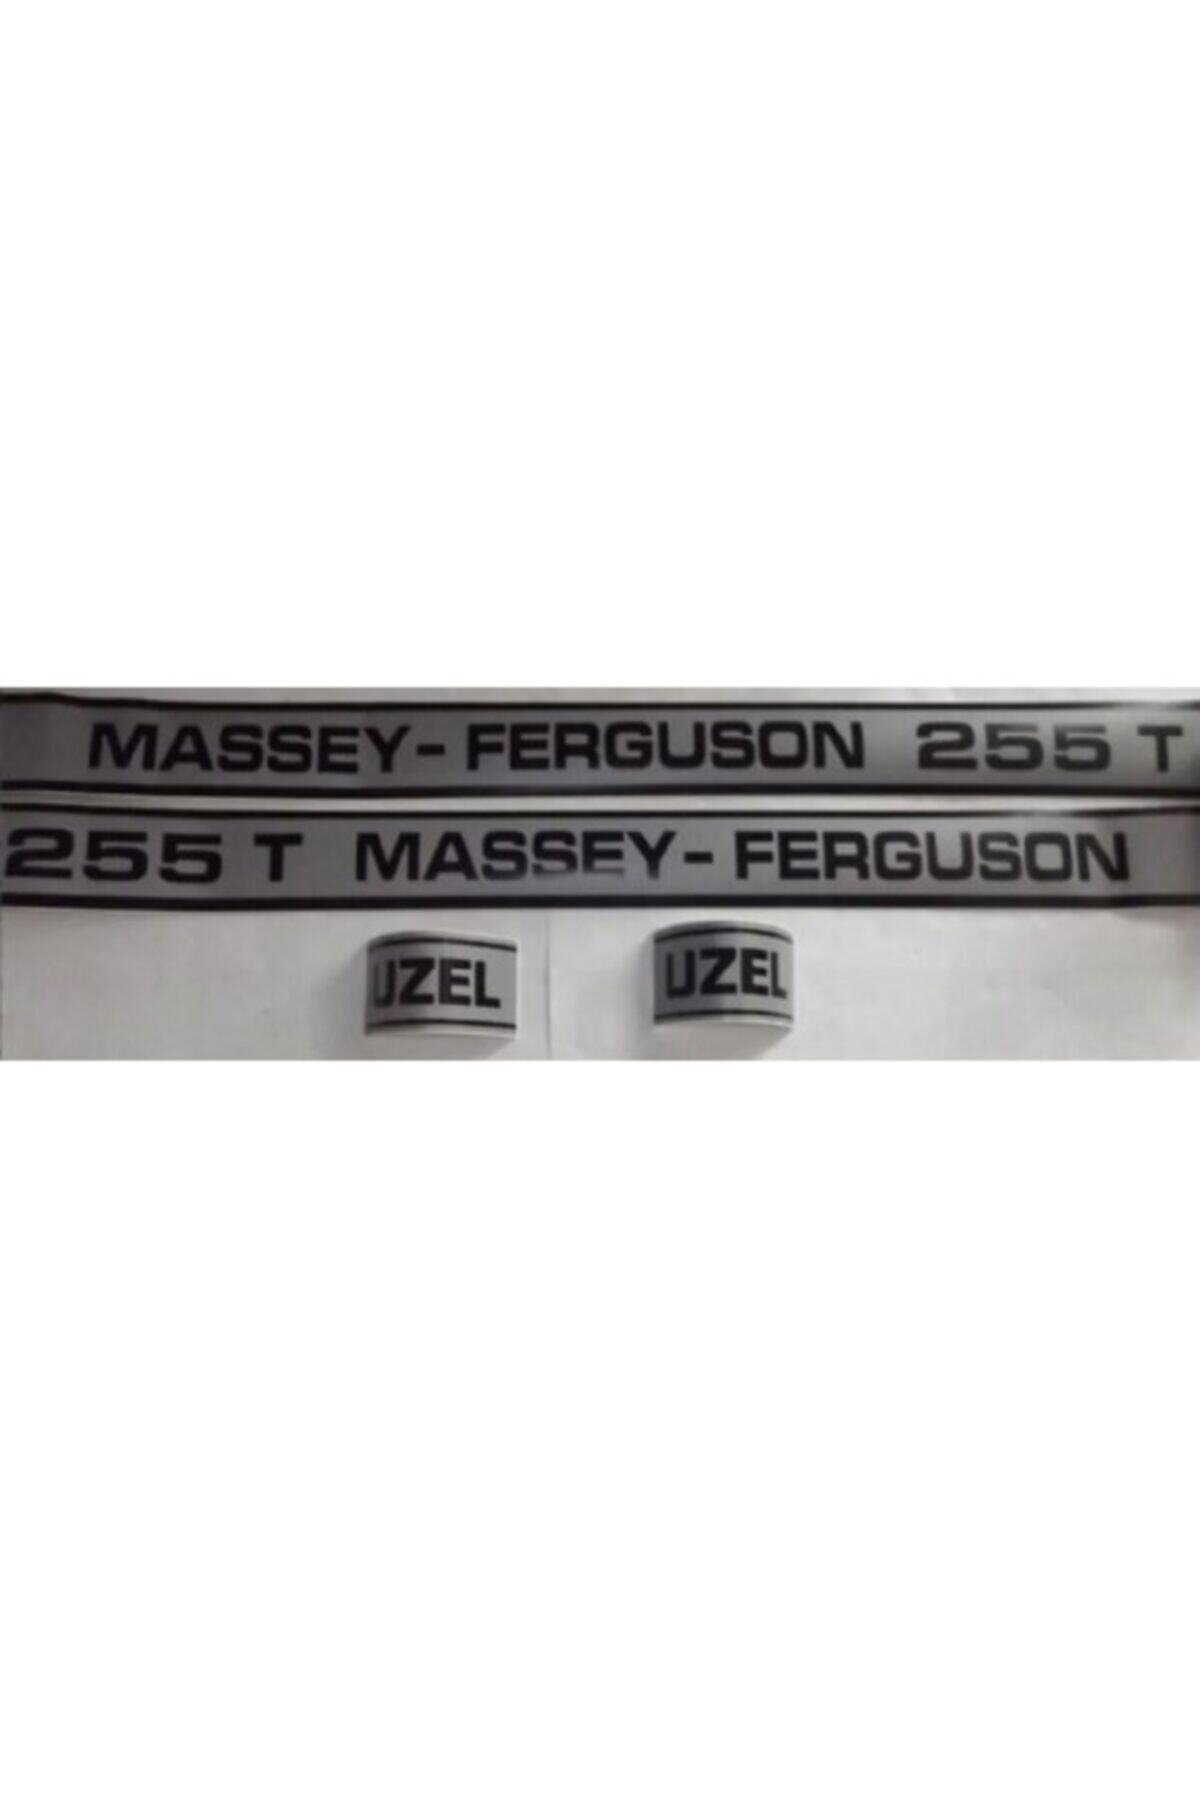 MASSEY-FERGUSON 255 T
255 T MASSEY-FERGUSON
UZEL UZEL